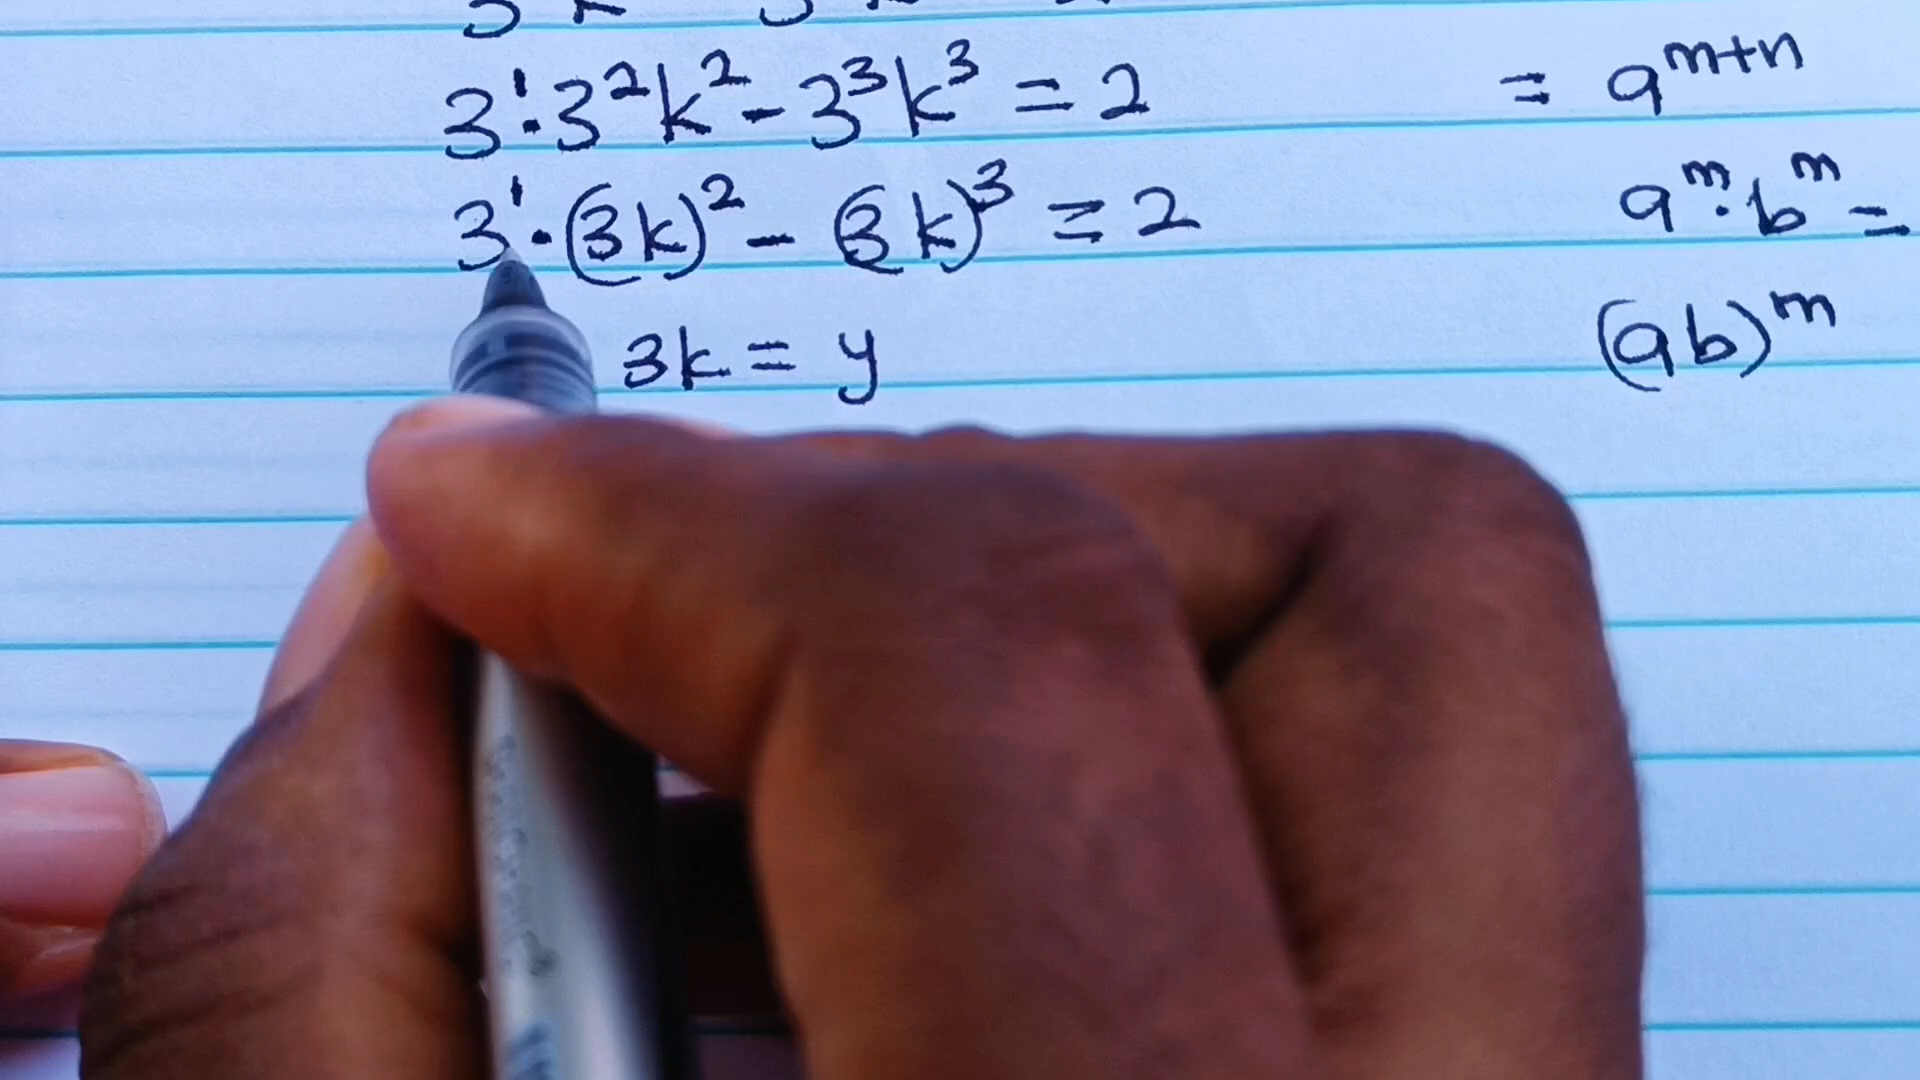 3¹·3²k² - 3³k³ = 2
3¹·(3k)² - (3k)³ = 2
3k = y
= a^{m+n}
a^m·b^m =
(ab)^m